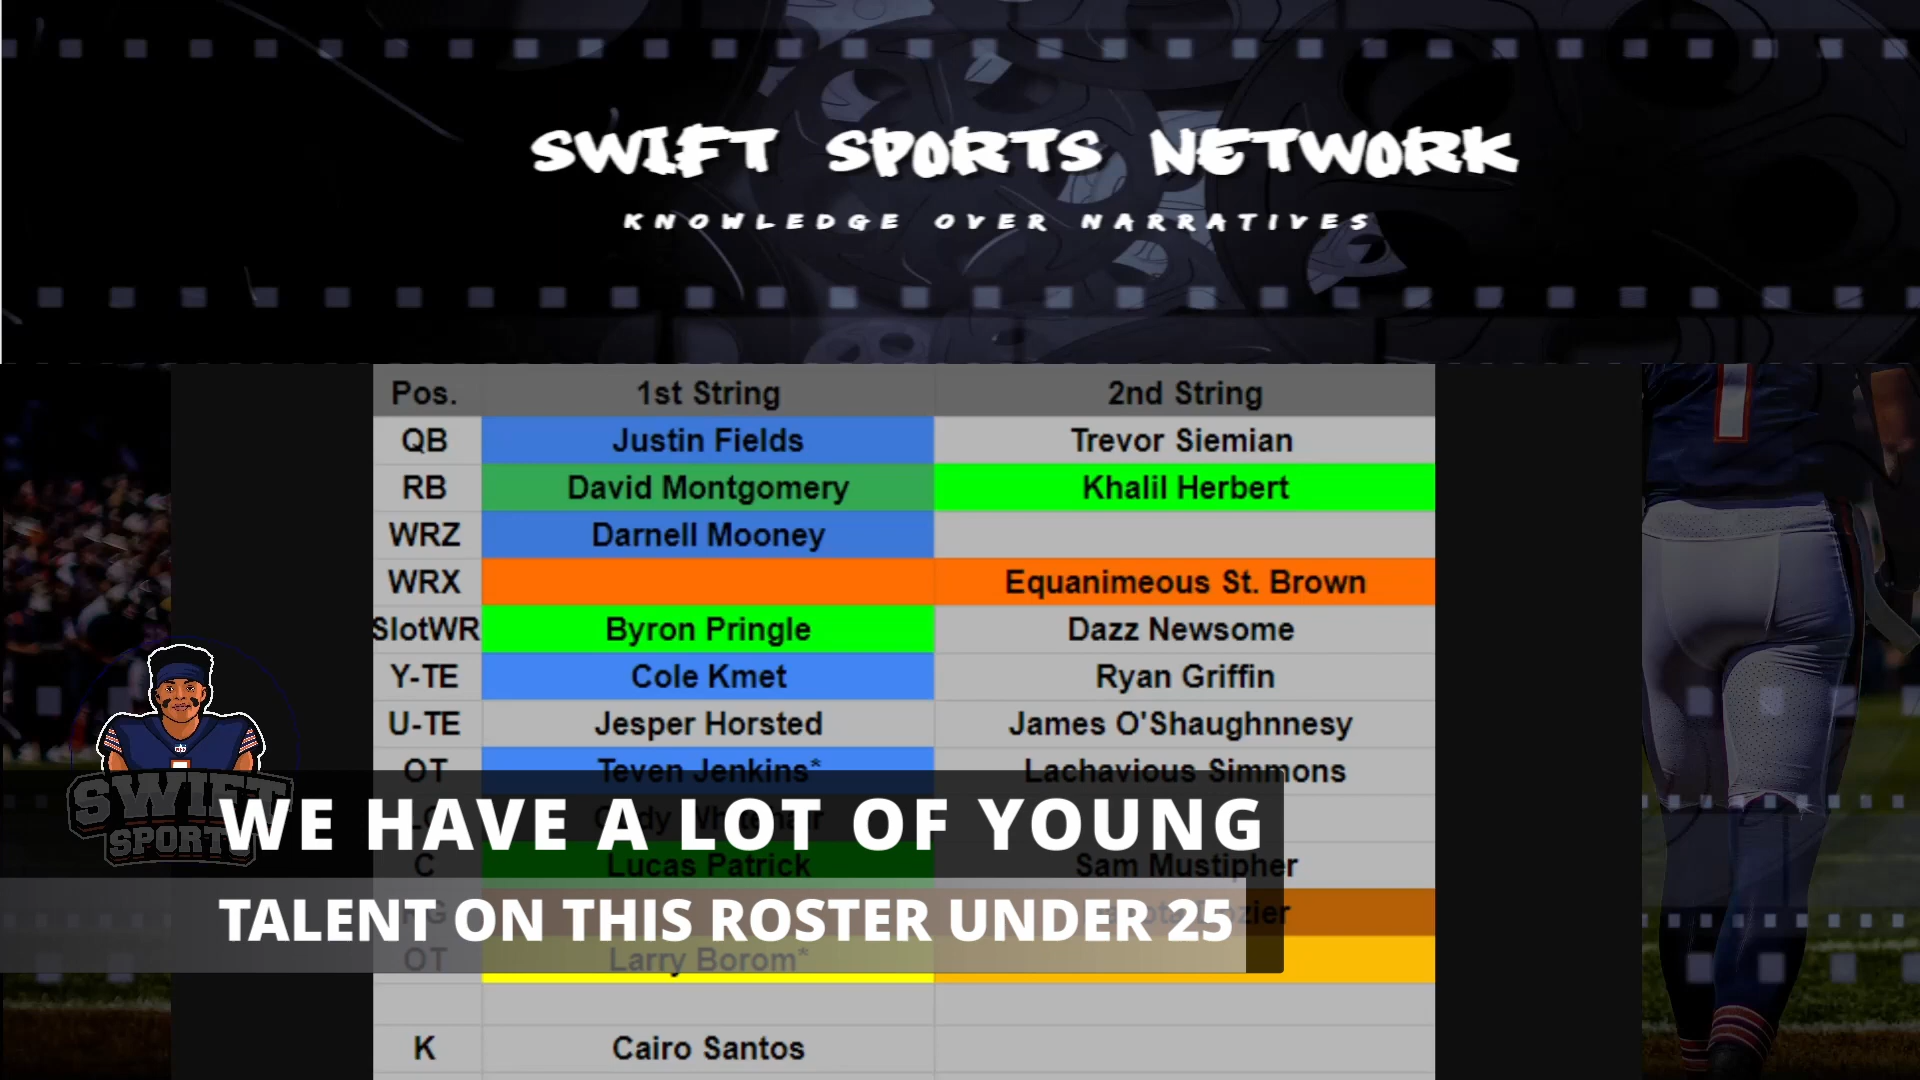 SWIFT SPORTS NETWORK
KNOWLEDGE OVER NARRATIVES
Pos. 1st String 2nd String
QB Justin Fields Trevor Siemian
RB David Montgomery Khalil Herbert
WRZ Darnell Mooney
WRX Equanimeous St. Brown
SlotWR Byron Pringle Dazz Newsome
Y-TE Cole Kmet Ryan Griffin
U-TE Jesper Horsted James O'Shaughnnesy
OT Teven Jenkins* Lachavious Simmons
C Lucas Patrick Sam Mustipher
OT Larry Borom*
K Cairo Santos
SWIFT
SPORTS
WE HAVE A LOT OF YOUNG
TALENT ON THIS ROSTER UNDER 25
1